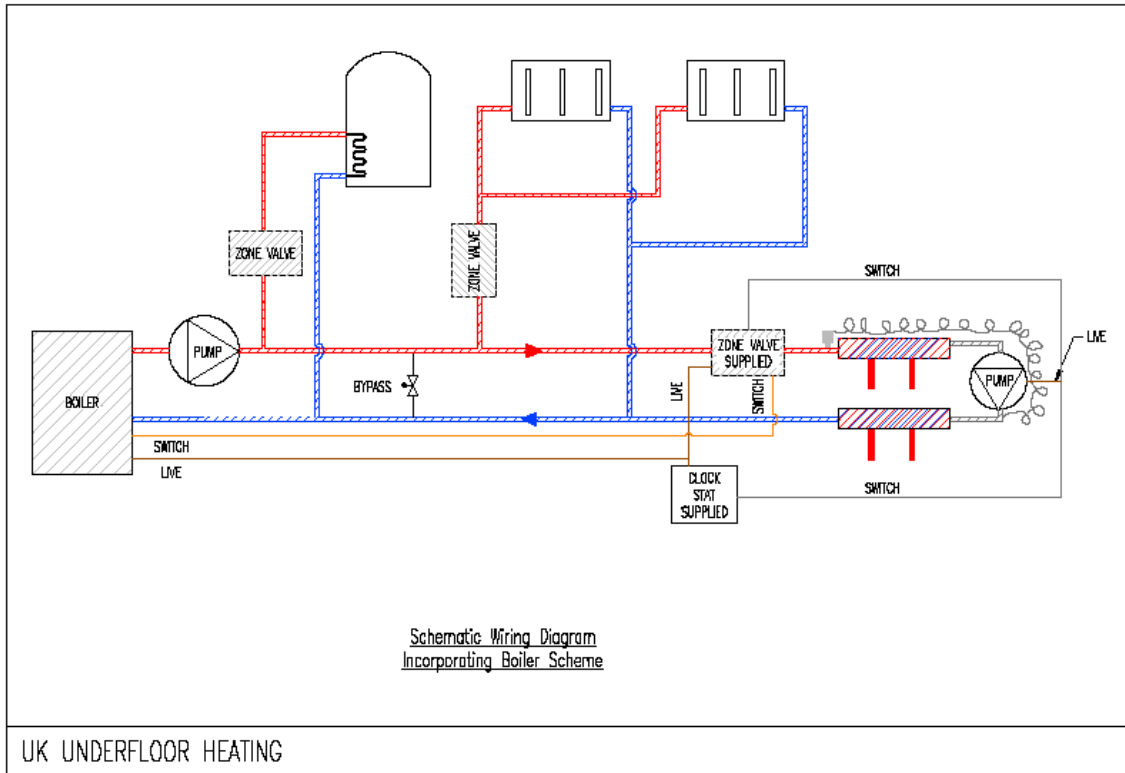 ZONE VALVE
ZONE VALVE
SWITCH
PUMP
ZONE VALVE
SUPPLIED
LIVE
BYPASS
PUMP
BOILER
LIVE
SWITCH
SWITCH
LIVE
CLOCK
STAT
SUPPLIED
SWITCH
Schematic Wiring Diagram
Incorporating Boiler Scheme
UK UNDERFLOOR HEATING